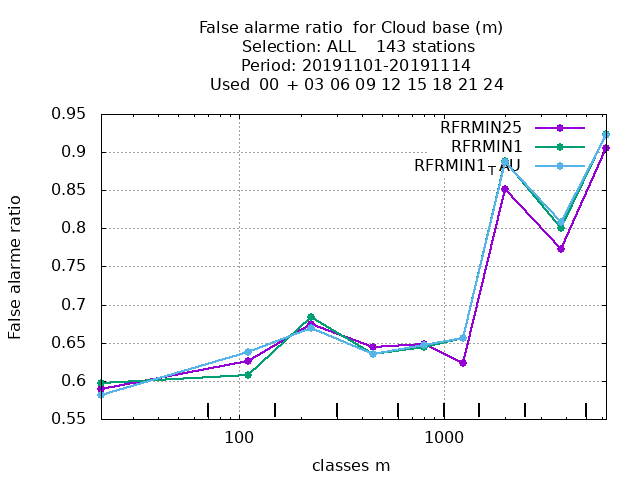 False alarme ratio  for Cloud base (m)
Selection: ALL    143 stations
Period: 20191101-20191114
Used  00 + 03 06 09 12 15 18 21 24
RFRMIN25
RFRMIN1
RFRMIN1TAU
0.95
0.9
0.85
0.8
0.75
0.7
0.65
0.6
0.55
False alarme ratio
100
1000
classes m